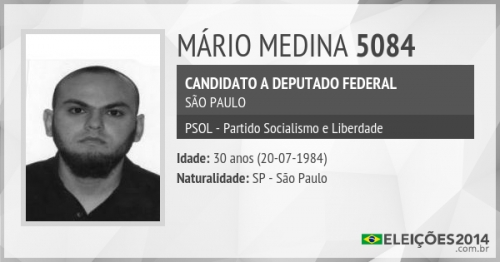 MÁRIO MEDINA 5084
CANDIDATO A DEPUTADO FEDERAL
SÃO PAULO
PSOL - Partido Socialismo e Liberdade
Idade: 30 anos (20-07-1984)
Naturalidade: SP - São Paulo
ELEIÇÕES2014
.com.br